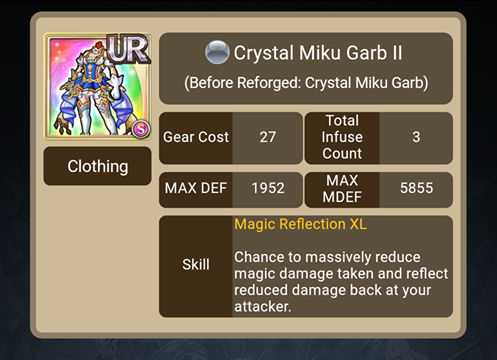 UR
S
Clothing
Crystal Miku Garb II
(Before Reforged: Crystal Miku Garb)
Gear Cost
27
Total
Infuse
Count
3
MAX DEF
1952
MAX
MDEF
5855
Skill
Magic Reflection XL
Chance to massively reduce
magic damage taken and reflect
reduced damage back at your
attacker.